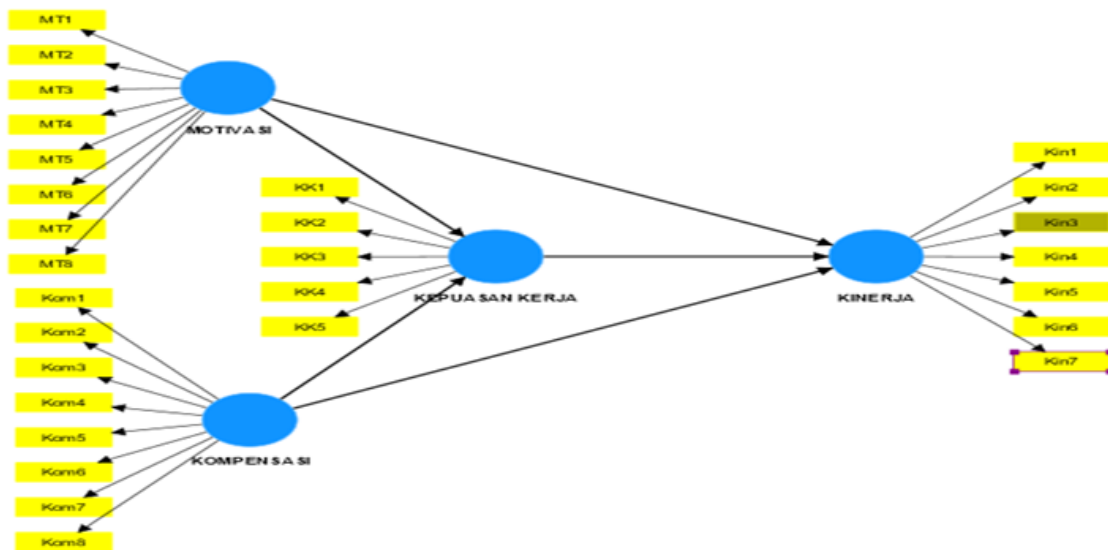 MT1
MT2
MT3
MT4
MT5
MT6
MT7
MT8
MOTIVASI
KK1
KK2
KK3
KK4
KK5
KEPUASAN KERJA
Kom1
Kom2
Kom3
Kom4
Kom5
Kom6
Kom7
Kom8
KOMPENSASI
Kin1
Kin2
Kin3
Kin4
Kin5
Kin6
Kin7
KINERJA